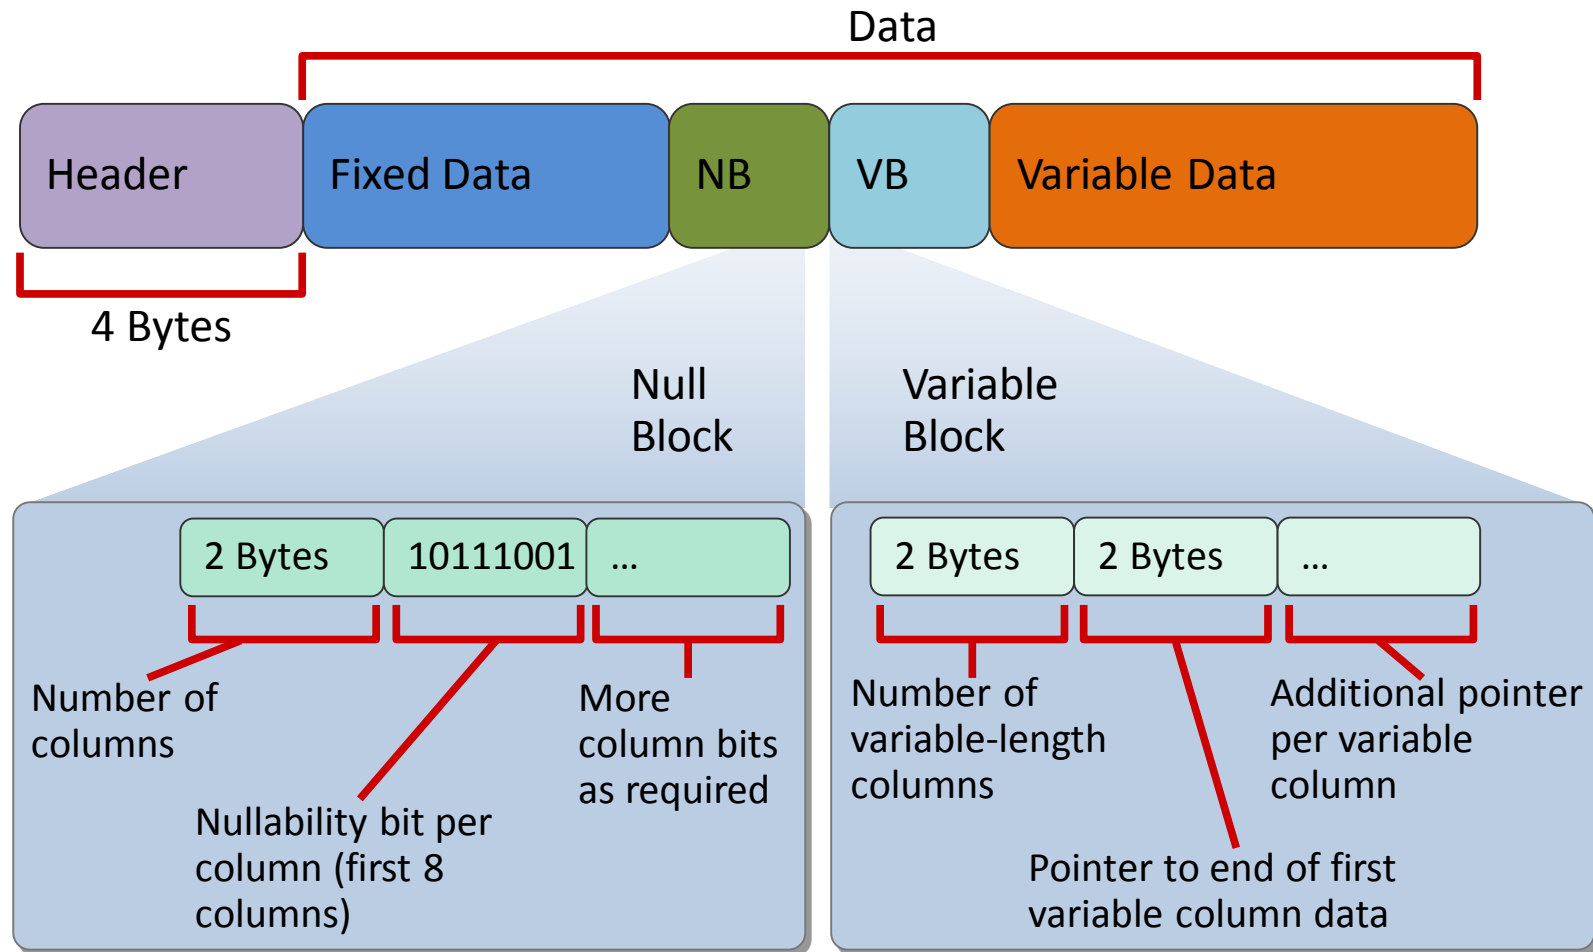 Data
Header
Fixed Data
NB
VB
Variable Data
4 Bytes
Null
Block
Variable
Block
2 Bytes
10111001
...
2 Bytes
2 Bytes
...
Number of
columns
More
column bits
as required
Nullability bit per
column (first 8
columns)
Number of
variable-length
columns
Additional pointer
per variable
column
Pointer to end of first
variable column data